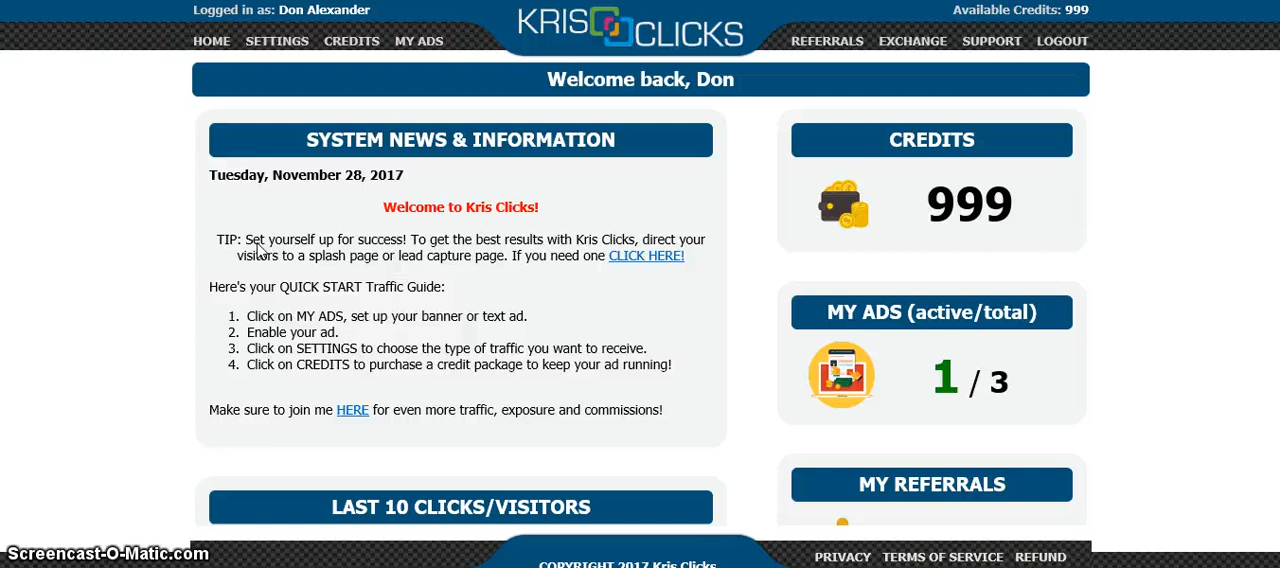 Logged in as: Don Alexander
Available Credits: 999
KRIS CLICKS
HOME SETTINGS CREDITS MY ADS
REFERRALS EXCHANGE SUPPORT LOGOUT
Welcome back, Don
SYSTEM NEWS & INFORMATION
Tuesday, November 28, 2017
Welcome to Kris Clicks!
TIP: Set yourself up for success! To get the best results with Kris Clicks, direct your
visitors to a splash page or lead capture page. If you need one CLICK HERE!
Here's your QUICK START Traffic Guide:
1. Click on MY ADS, set up your banner or text ad.
2. Enable your ad.
3. Click on SETTINGS to choose the type of traffic you want to receive.
4. Click on CREDITS to purchase a credit package to keep your ad running!
Make sure to join me HERE for even more traffic, exposure and commissions!
LAST 10 CLICKS/VISITORS
CREDITS
999
MY ADS (active/total)
1 / 3
MY REFERRALS
Screencast-O-Matic.com
COPYRIGHT 2017 Kris Clicks
PRIVACY TERMS OF SERVICE REFUND